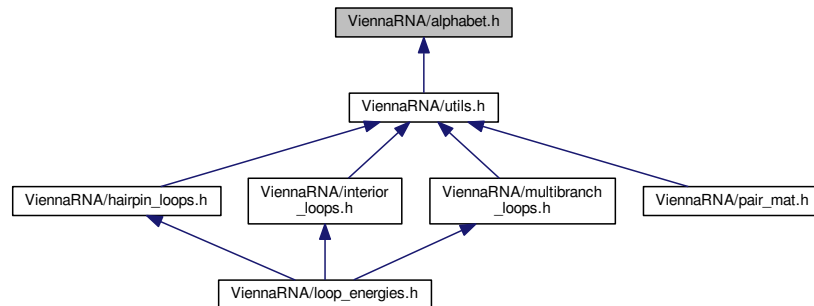 ViennaRNA/alphabet.h
ViennaRNA/utils.h
ViennaRNA/hairpin_loops.h
ViennaRNA/interior
_loops.h
ViennaRNA/multibranch
_loops.h
ViennaRNA/pair_mat.h
ViennaRNA/loop_energies.h